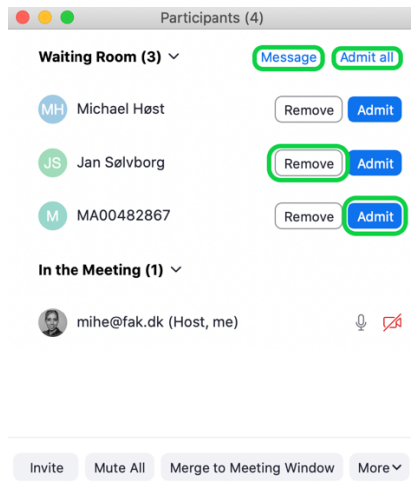 Participants (4)
Waiting Room (3) Message Admit all
MH Michael Høst Remove Admit
JS Jan Sølvborg Remove Admit
M MA00482867 Remove Admit
In the Meeting (1)
mihe@fak.dk (Host, me)
Invite Mute All Merge to Meeting Window More